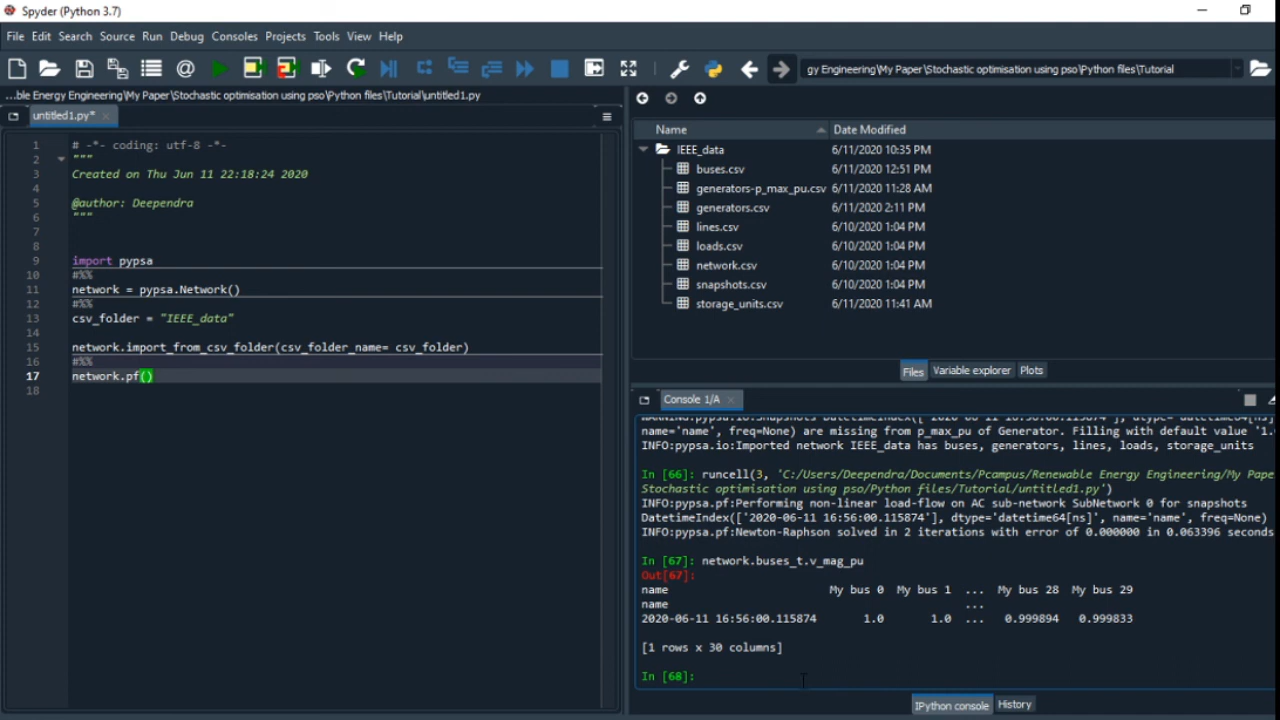 Spyder (Python 3.7)
File Edit Search Source Run Debug Consoles Projects Tools View Help
gy Engineering\My Paper\Stochastic optimisation using pso\Python files\Tutorial
...ble Energy Engineering\My Paper\Stochastic optimisation using pso\Python files\Tutorial\untitled1.py
untitled1.py*
1 # -*- coding: utf-8 -*-
2 """
3 Created on Thu Jun 11 22:18:24 2020
4
5 @author: Deependra
6 """
7
8
9 import pypsa
10 #%%
11 network = pypsa.Network()
12 #%%
13 csv_folder = "IEEE_data"
14
15 network.import_from_csv_folder(csv_folder_name= csv_folder)
16 #%%
17 network.pf()
18
Name Date Modified
IEEE_data 6/11/2020 10:35 PM
buses.csv 6/11/2020 12:51 PM
generators-p_max_pu.csv 6/11/2020 11:28 AM
generators.csv 6/11/2020 2:11 PM
lines.csv 6/10/2020 1:04 PM
loads.csv 6/10/2020 1:04 PM
network.csv 6/10/2020 1:04 PM
snapshots.csv 6/10/2020 1:04 PM
storage_units.csv 6/11/2020 11:41 AM
Files Variable explorer Plots
Console 1/A
name='name', freq=None) are missing from p_max_pu of Generator. Filling with default value '1.
INFO:pypsa.io:Imported network IEEE_data has buses, generators, lines, loads, storage_units
In [66]: runcell(3, 'C:/Users/Deependra/Documents/Pcampus/Renewable Energy Engineering/My Pape
Stochastic optimisation using pso/Python files/Tutorial/untitled1.py')
INFO:pypsa.pf:Performing non-linear load-flow on AC sub-network SubNetwork 0 for snapshots
DatetimeIndex(['2020-06-11 16:56:00.115874'], dtype='datetime64[ns]', name='name', freq=None)
INFO:pypsa.pf:Newton-Raphson solved in 2 iterations with error of 0.000000 in 0.063396 seconds
In [67]: network.buses_t.v_mag_pu
Out[67]:
name My bus 0 My bus 1 ... My bus 28 My bus 29
name ...
2020-06-11 16:56:00.115874 1.0 1.0 ... 0.999894 0.999833
[1 rows x 30 columns]
In [68]:
IPython console History